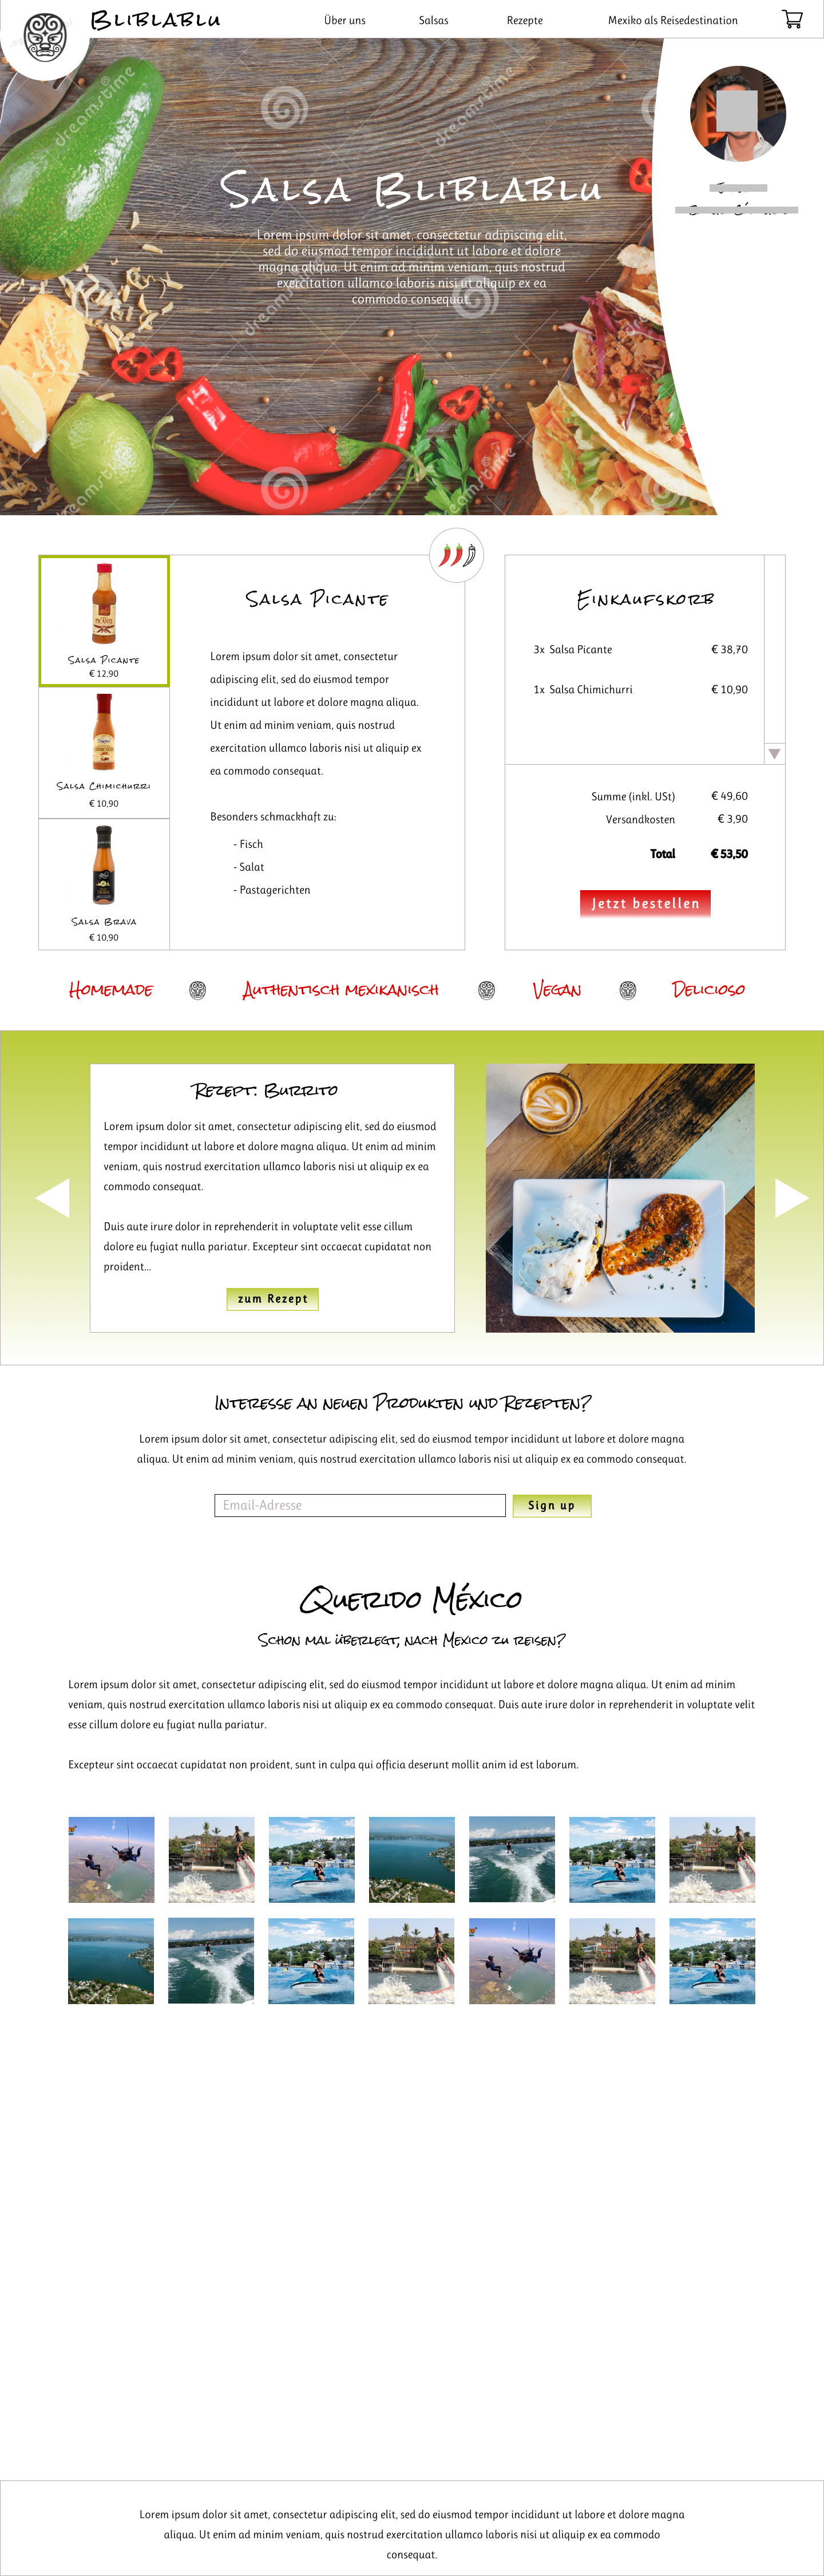 Bliblablu
Über uns
Salsas
Rezepte
Mexiko als Reisedestination
Salsa Bliblablu
Lorem ipsum dolor sit amet, consectetur adipiscing elit,
sed do eiusmod tempor incididunt ut labore et dolore
magna aliqua. Ut enim ad minim veniam, quis nostrud
exercitation ullamco laboris nisi ut aliquip ex ea
commodo consequat.
dreamstime
dreamstime
dreamstime
dreamstime
dreamstime
Salsa Picante
€ 12,90
Salsa Chimichurri
€ 10,90
Salsa Brava
€ 10,90
Salsa Picante
Lorem ipsum dolor sit amet, consectetur
adipiscing elit, sed do eiusmod tempor
incididunt ut labore et dolore magna aliqua.
Ut enim ad minim veniam, quis nostrud
exercitation ullamco laboris nisi ut aliquip ex
ea commodo consequat.
Besonders schmackhaft zu:
- Fisch
- Salat
- Pastagerichten
Einkaufskorb
3x Salsa Picante € 38,70
1x Salsa Chimichurri € 10,90
Summe (inkl. USt) € 49,60
Versandkosten € 3,90
Total € 53,50
Jetzt bestellen
Homemade
Authentisch mexikanisch
Vegan
Delicioso
Rezept: Burrito
Lorem ipsum dolor sit amet, consectetur adipiscing elit, sed do eiusmod
tempor incididunt ut labore et dolore magna aliqua. Ut enim ad minim
veniam, quis nostrud exercitation ullamco laboris nisi ut aliquip ex ea
commodo consequat.
Duis aute irure dolor in reprehenderit in voluptate velit esse cillum
dolore eu fugiat nulla pariatur. Excepteur sint occaecat cupidatat non
proident...
zum Rezept
Interesse an neuen Produkten und Rezepten?
Lorem ipsum dolor sit amet, consectetur adipiscing elit, sed do eiusmod tempor incididunt ut labore et dolore magna
aliqua. Ut enim ad minim veniam, quis nostrud exercitation ullamco laboris nisi ut aliquip ex ea commodo consequat.
Email-Adresse
Sign up
Querido México
Schon mal überlegt, nach Mexico zu reisen?
Lorem ipsum dolor sit amet, consectetur adipiscing elit, sed do eiusmod tempor incididunt ut labore et dolore magna aliqua. Ut enim ad minim
veniam, quis nostrud exercitation ullamco laboris nisi ut aliquip ex ea commodo consequat. Duis aute irure dolor in reprehenderit in voluptate velit
esse cillum dolore eu fugiat nulla pariatur.
Excepteur sint occaecat cupidatat non proident, sunt in culpa qui officia deserunt mollit anim id est laborum.
Lorem ipsum dolor sit amet, consectetur adipiscing elit, sed do eiusmod tempor incididunt ut labore et dolore magna
aliqua. Ut enim ad minim veniam, quis nostrud exercitation ullamco laboris nisi ut aliquip ex ea commodo
consequat.